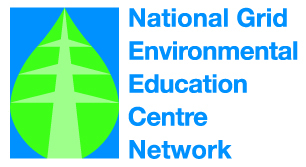 National Grid
Environmental
Education
Centre
Network